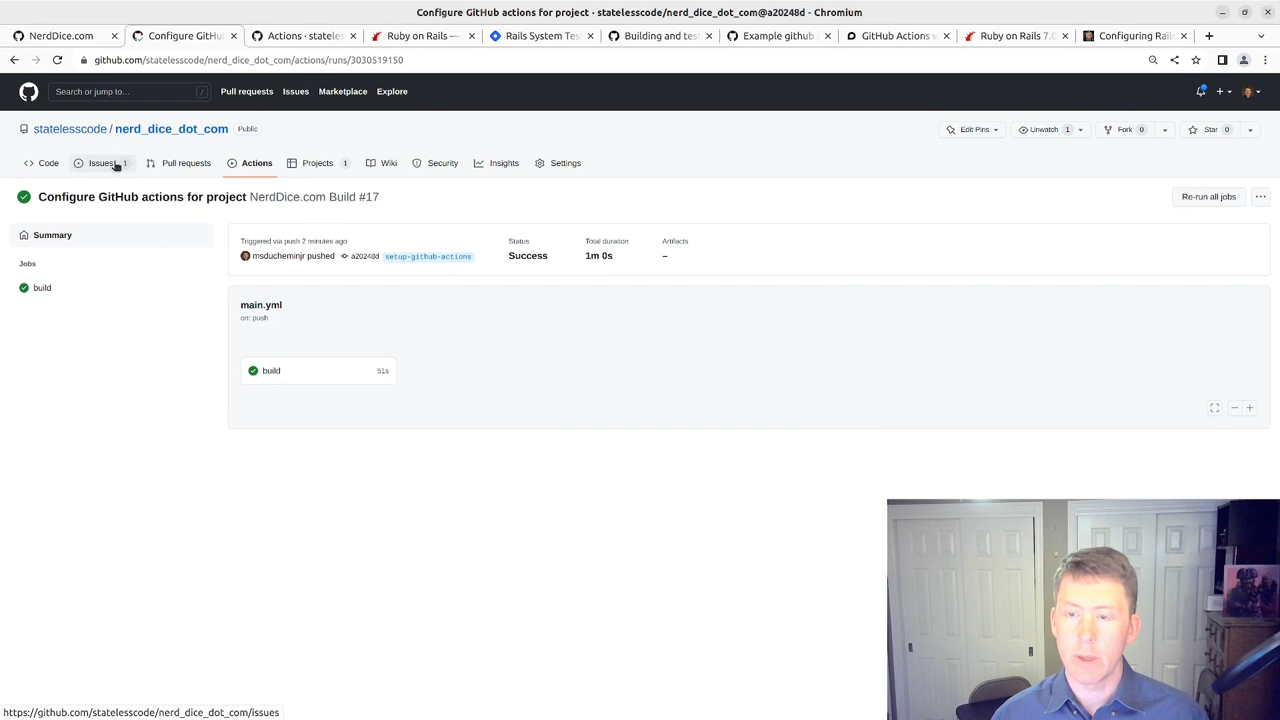 Configure GitHub actions for project · statelesscode/nerd_dice_dot_com@a20248d - Chromium
NerdDice.com
Configure GitHu
Actions · stateles
Ruby on Rails —
Rails System Tes
Building and tes
Example github
GitHub Actions v
Ruby on Rails 7.0
Configuring Rails
github.com/statelesscode/nerd_dice_dot_com/actions/runs/3030519150
Search or jump to…
/
Pull requests
Issues
Marketplace
Explore
statelesscode / nerd_dice_dot_com
Public
Edit Pins
Unwatch 1
Fork 0
Star 0
Code
Issues 1
Pull requests
Actions
Projects 1
Wiki
Security
Insights
Settings
Configure GitHub actions for project NerdDice.com Build #17
Re-run all jobs
Summary
Jobs
build
Triggered via push 2 minutes ago
msducheminjr pushed a20248d setup-github-actions
Status
Success
Total duration
1m 0s
Artifacts
–
main.yml
on: push
build
51s
https://github.com/statelesscode/nerd_dice_dot_com/issues